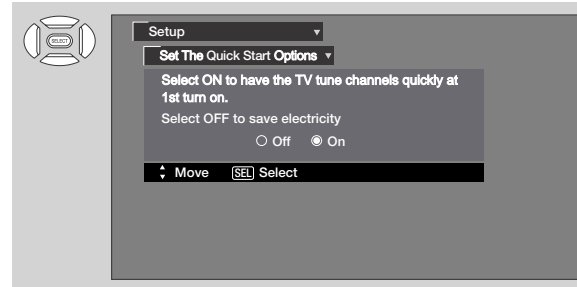 SELECT
Setup
Set The Quick Start Options
Select ON to have the TV tune channels quickly at
1st turn on.
Select OFF to save electricity
Off On
Move SEL Select